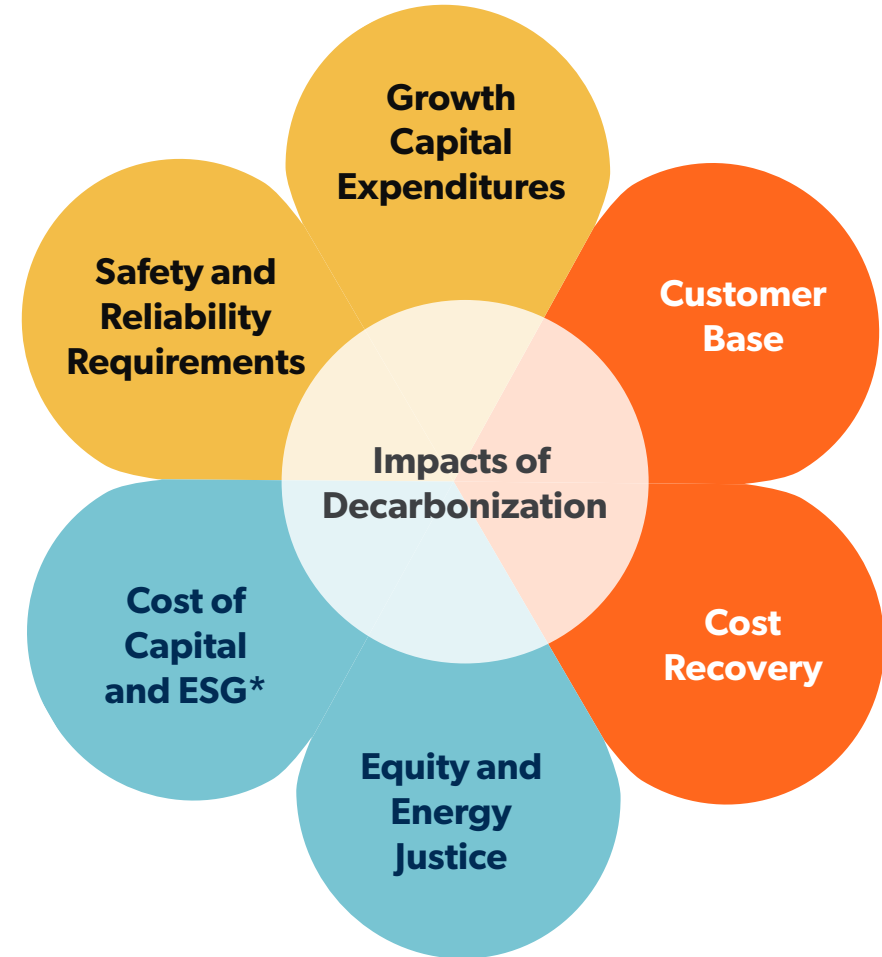 Growth
Capital
Expenditures
Safety and
Reliability
Requirements
Customer
Base
Impacts of
Decarbonization
Cost of
Capital
and ESG*
Cost
Recovery
Equity and
Energy
Justice